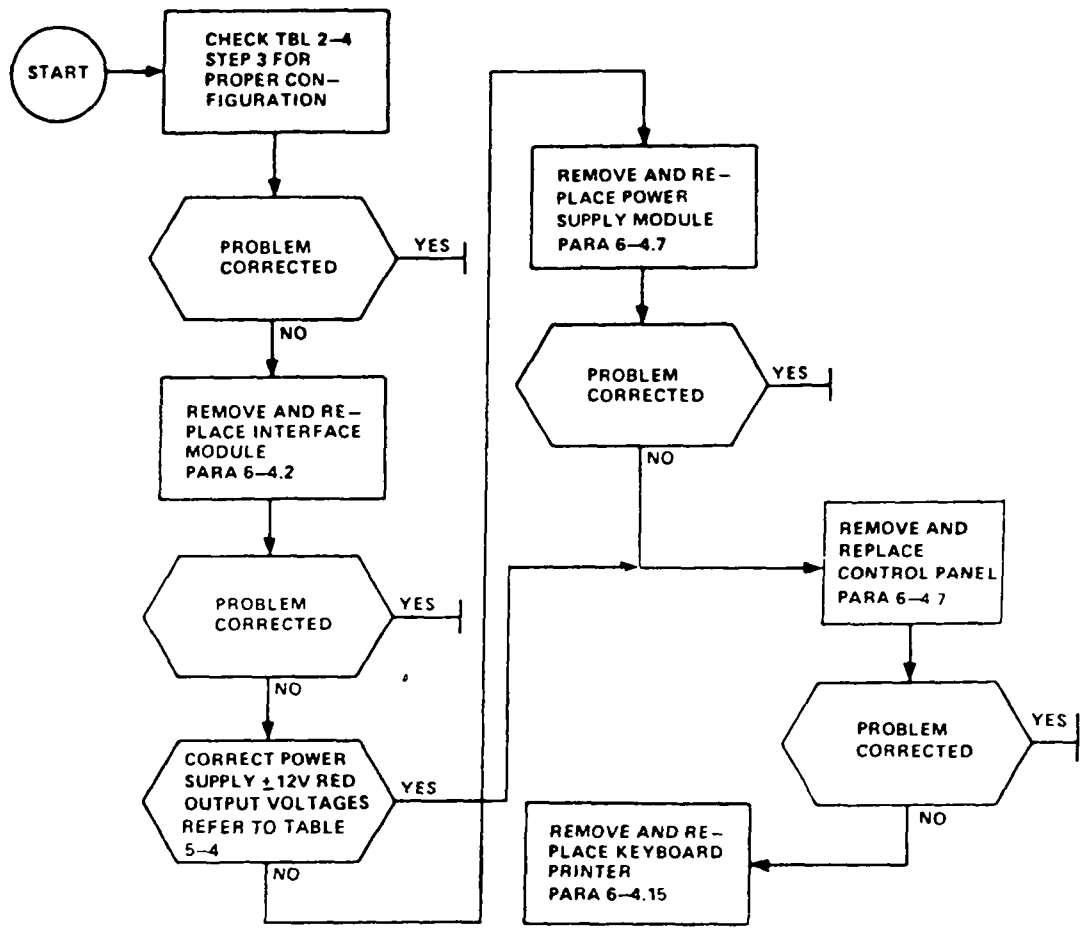 START
CHECK TBL 2–4
STEP 3 FOR
PROPER CON–
FIGURATION
PROBLEM
CORRECTED
YES
NO
REMOVE AND RE–
PLACE INTERFACE
MODULE
PARA 6–4.2
PROBLEM
CORRECTED
YES
NO
CORRECT POWER
SUPPLY ±12V RED
OUTPUT VOLTAGES
REFER TO TABLE
5–4
YES
NO
REMOVE AND RE–
PLACE POWER
SUPPLY MODULE
PARA 6–4.7
PROBLEM
CORRECTED
YES
NO
REMOVE AND
REPLACE
CONTROL PANEL
PARA 6–4 7
PROBLEM
CORRECTED
YES
NO
REMOVE AND RE–
PLACE KEYBOARD
PRINTER
PARA 6–4.15